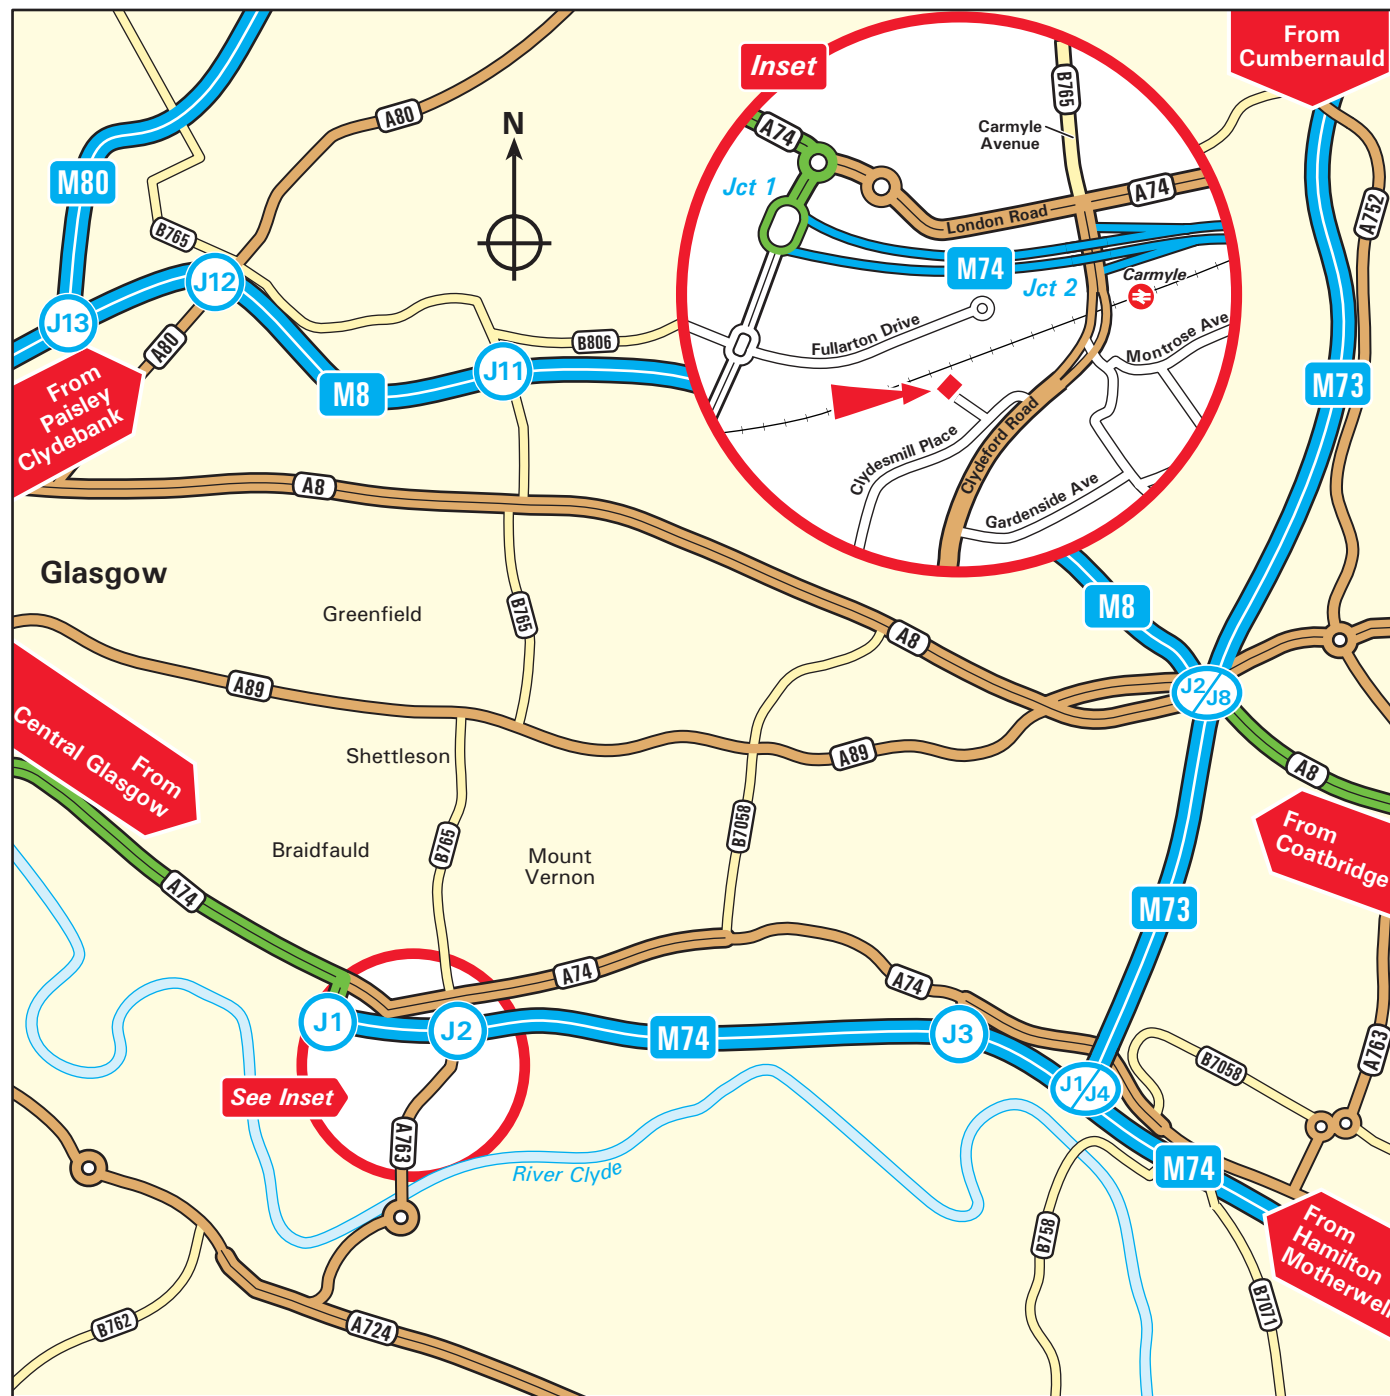 From
Cumbernauld
Inset
B765
A80
N
Carmyle
Avenue
A74
M80
Jct 1
A74
A752
London Road
B765
M74
Carmyle
J12
Jct 2
J13
A80
B806
Fullarton Drive
Montrose Ave
J11
M8
M73
From
Paisley
Clydebank
Clydesmill Place
Clydeford Road
A8
Gardenside Ave
Glasgow
Greenfield
B765
M8
A8
A89
J2/J8
From
Central Glasgow
Shettleson
A89
A8
B7058
B765
From
Coatbridge
Braidfauld
Mount
Vernon
A74
M73
A74
A74
J1
J2
M74
J3
A763
B7058
J1/J4
See Inset
A763
River Clyde
M74
B758
From
Hamilton
Motherwell
B7071
B762
A724